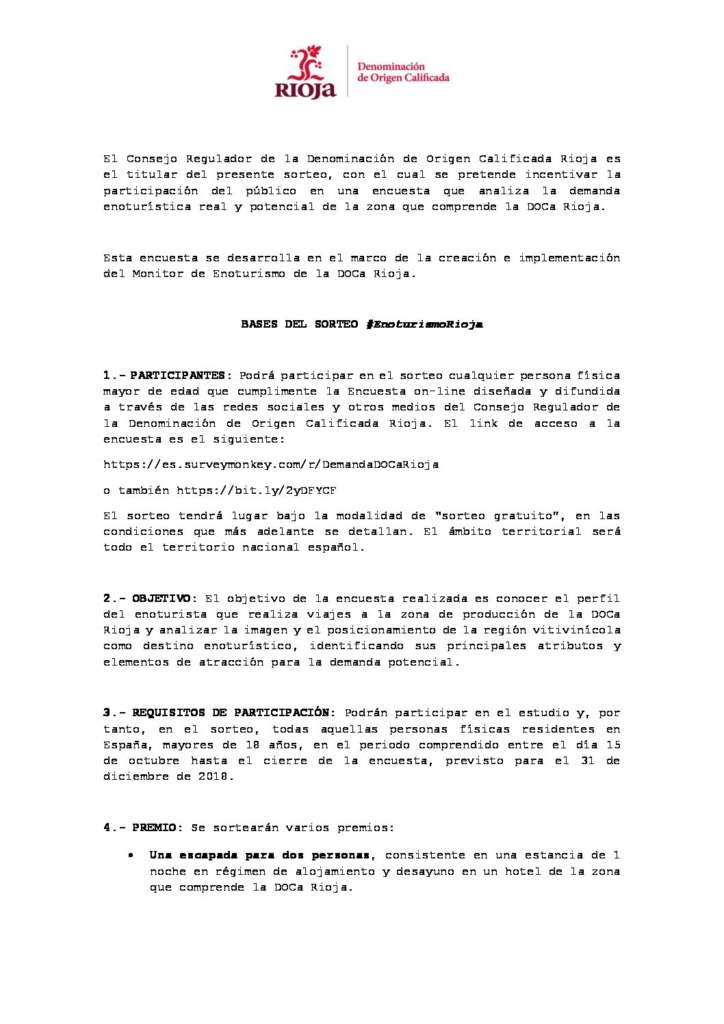 RIOJA
Denominación
de Origen Calificada
El Consejo Regulador de la Denominación de Origen Calificada Rioja es
el titular del presente sorteo, con el cual se pretende incentivar la
participación del público en una encuesta que analiza la demanda
enoturística real y potencial de la zona que comprende la DOCa Rioja.
Esta encuesta se desarrolla en el marco de la creación e implementación
del Monitor de Enoturismo de la DOCa Rioja.
BASES DEL SORTEO #EnoturismoRioja
1.- PARTICIPANTES: Podrá participar en el sorteo cualquier persona física
mayor de edad que cumplimente la Encuesta on-line diseñada y difundida
a través de las redes sociales y otros medios del Consejo Regulador de
la Denominación de Origen Calificada Rioja. El link de acceso a la
encuesta es el siguiente:
https://es.surveymonkey.com/r/DemandaDOCaRioja
o también https://bit.ly/2yDFYCF
El sorteo tendrá lugar bajo la modalidad de "sorteo gratuito", en las
condiciones que más adelante se detallan. El ámbito territorial será
todo el territorio nacional español.
2.- OBJETIVO: El objetivo de la encuesta realizada es conocer el perfil
del enoturista que realiza viajes a la zona de producción de la DOCa
Rioja y analizar la imagen y el posicionamiento de la región vitivinícola
como destino enoturístico, identificando sus principales atributos y
elementos de atracción para la demanda potencial.
3.- REQUISITOS DE PARTICIPACIÓN: Podrán participar en el estudio y, por
tanto, en el sorteo, todas aquellas personas físicas residentes en
España, mayores de 18 años, en el periodo comprendido entre el día 15
de octubre hasta el cierre de la encuesta, previsto para el 31 de
diciembre de 2018.
4.- PREMIO: Se sortearán varios premios:
• Una escapada para dos personas, consistente en una estancia de 1
noche en régimen de alojamiento y desayuno en un hotel de la zona
que comprende la DOCa Rioja.